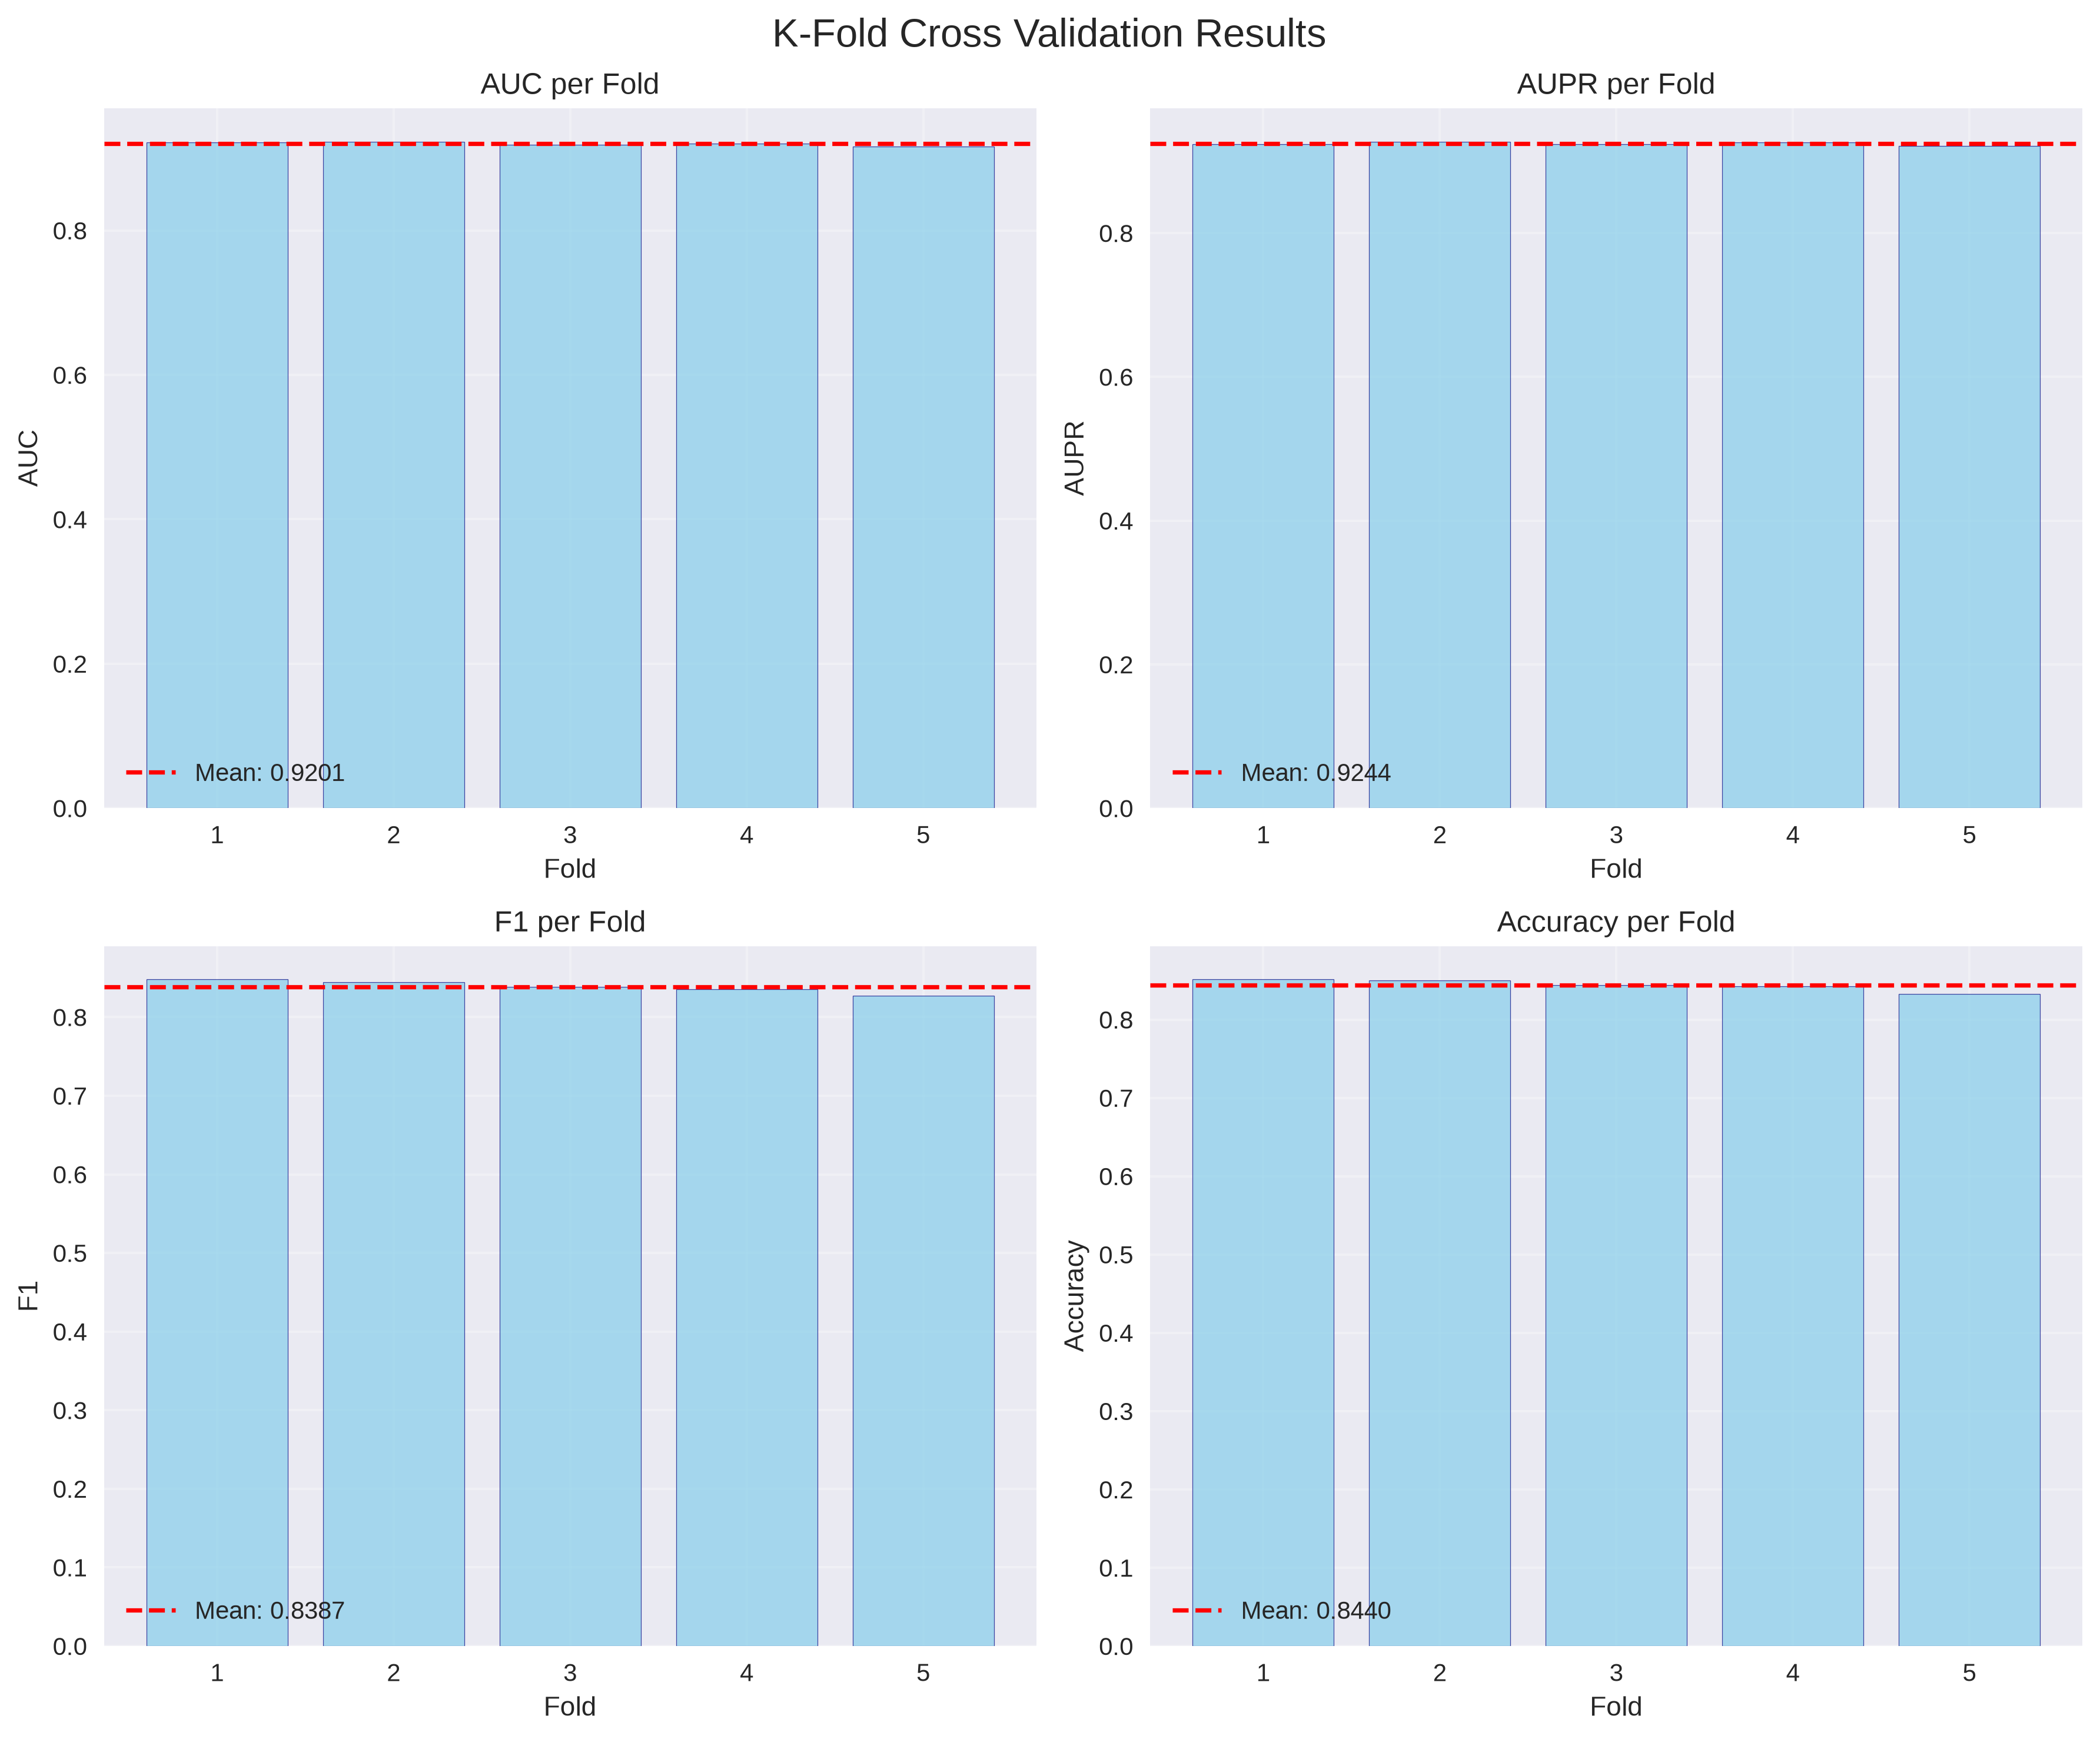 K-Fold Cross Validation Results
AUC per Fold
AUC
0.8
0.6
0.4
0.2
0.0
Mean: 0.9201
1 2 3 4 5
Fold
AUPR per Fold
AUPR
0.8
0.6
0.4
0.2
0.0
Mean: 0.9244
1 2 3 4 5
Fold
F1 per Fold
F1
0.8
0.7
0.6
0.5
0.4
0.3
0.2
0.1
0.0
Mean: 0.8387
1 2 3 4 5
Fold
Accuracy per Fold
Accuracy
0.8
0.7
0.6
0.5
0.4
0.3
0.2
0.1
0.0
Mean: 0.8440
1 2 3 4 5
Fold